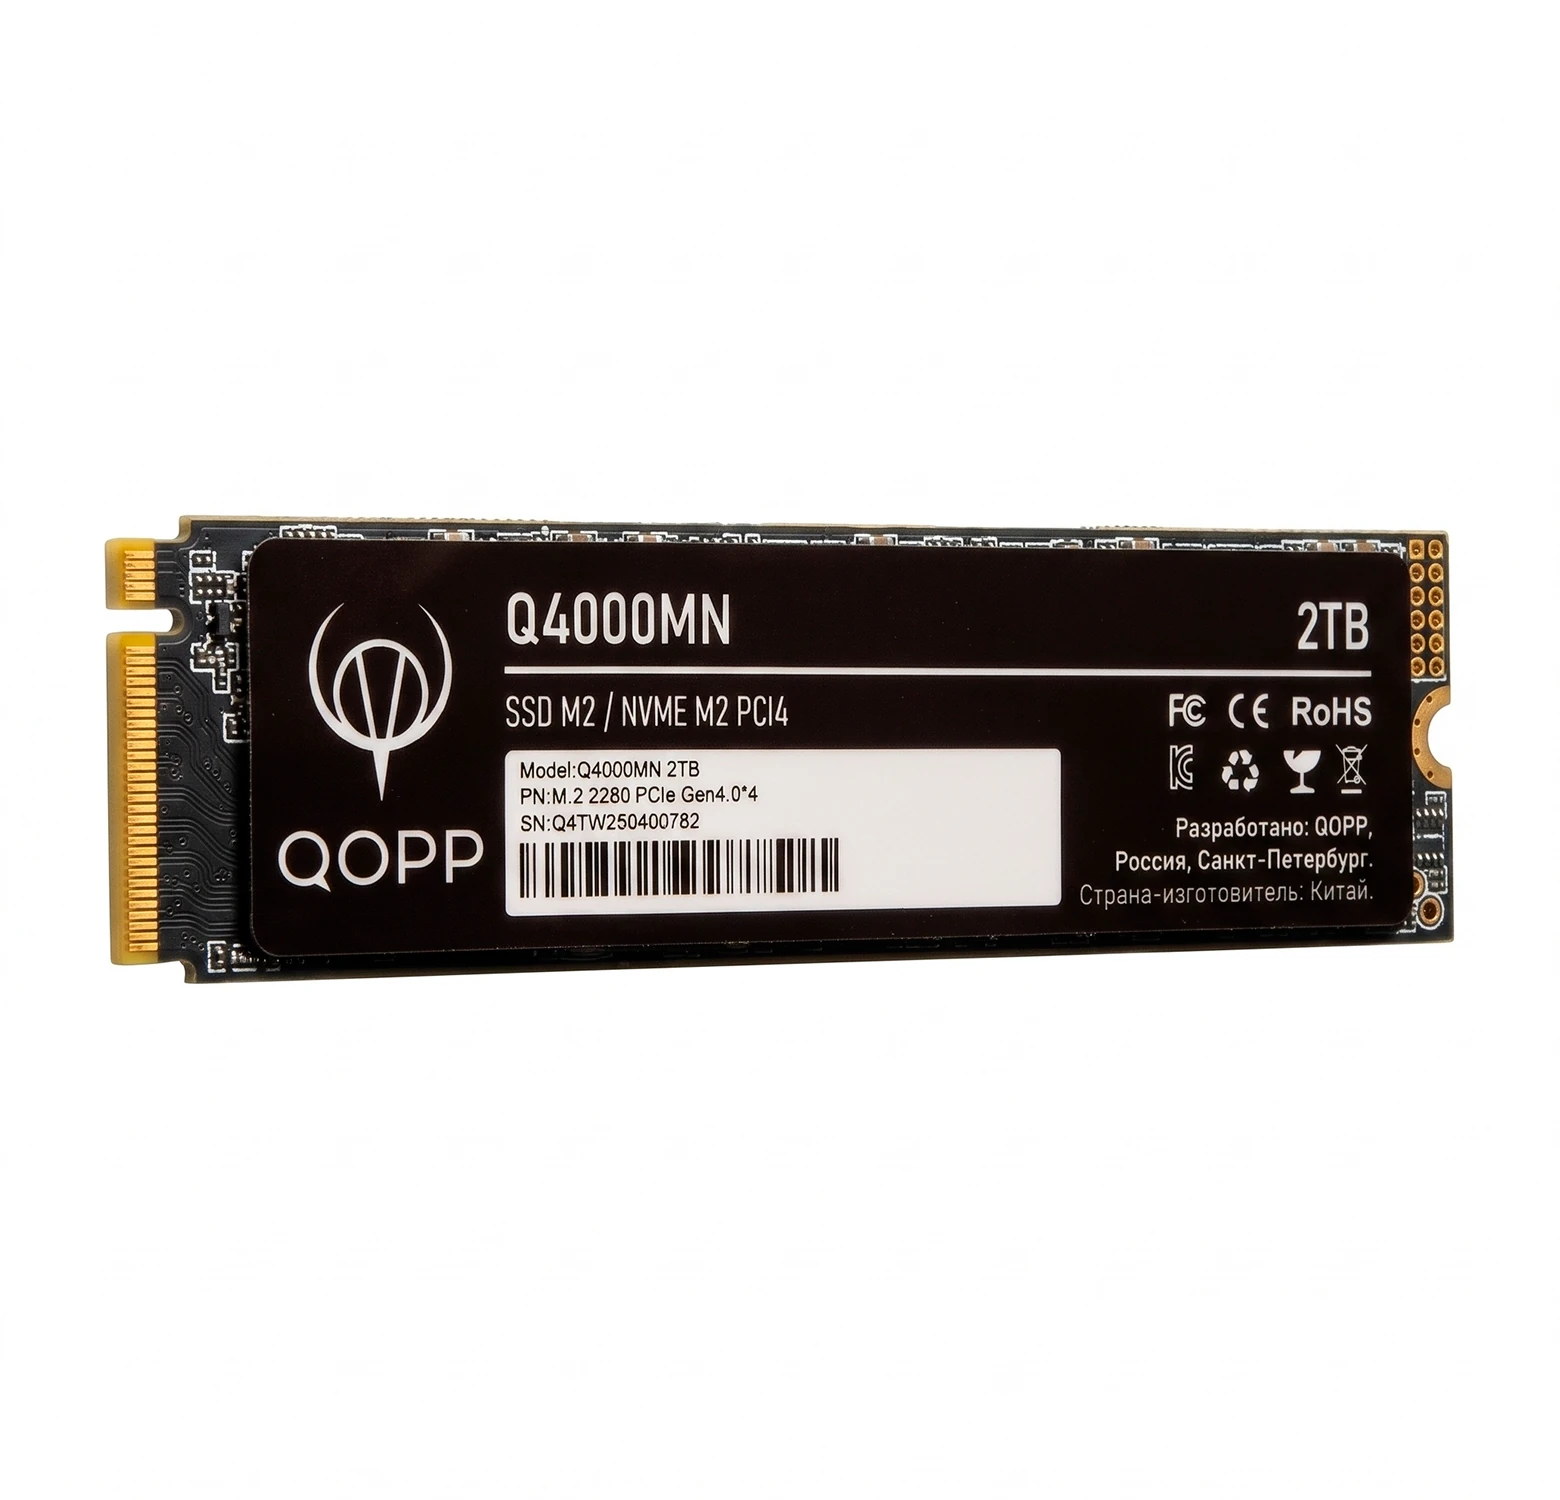 Q4000MN
2TB
SSD M2 / NVME M2 PCI4
FC CE RoHS
Model:Q4000MN 2TB
PN:M.2 2280 PCIe Gen4.0*4
SN:Q4TW250400782
QOPP
Разработано: QOPP,
Россия, Санкт-Петербург.
Страна-изготовитель: Китай.